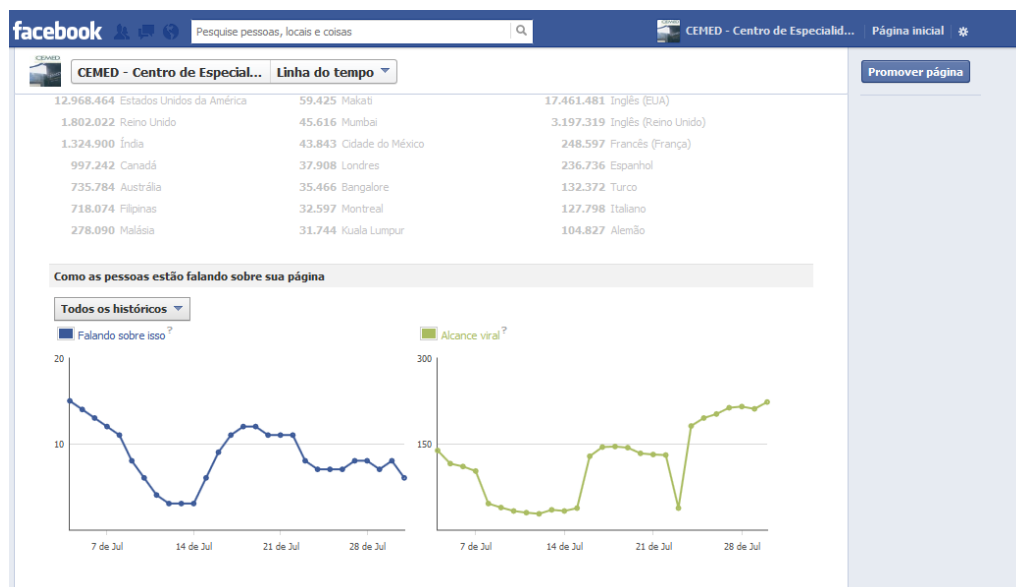 facebook Pesquise pessoas, locais e coisas CEMED - Centro de Especialid... Página inicial
CEMED
CEMED - Centro de Especial... Linha do tempo
Promover página
12.968.464 Estados Unidos da América 59.425 Makati 17.461.481 Inglês (EUA)
1.802.022 Reino Unido 45.616 Mumbai 3.197.319 Inglês (Reino Unido)
1.324.900 Índia 43.843 Cidade do México 248.597 Francês (França)
997.242 Canadá 37.908 Londres 236.736 Espanhol
735.784 Austrália 35.466 Bangalore 132.372 Turco
718.074 Filipinas 32.597 Montreal 127.798 Italiano
278.090 Malásia 31.744 Kuala Lumpur 104.827 Alemão
Como as pessoas estão falando sobre sua página
Todos os históricos
Falando sobre isso? Alcance viral?
20 300
10 150
7 de Jul 14 de Jul 21 de Jul 28 de Jul 7 de Jul 14 de Jul 21 de Jul 28 de Jul